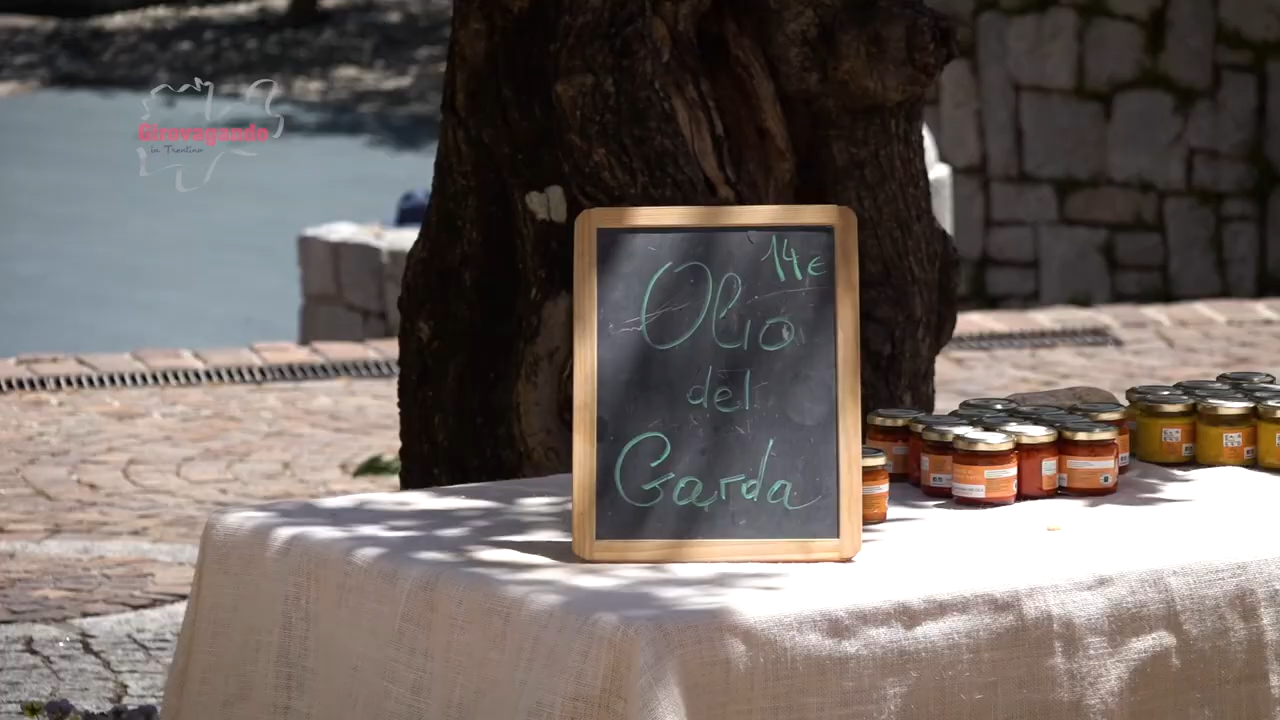 Girovagando
in Trentino
14€
Olio
del
Garda